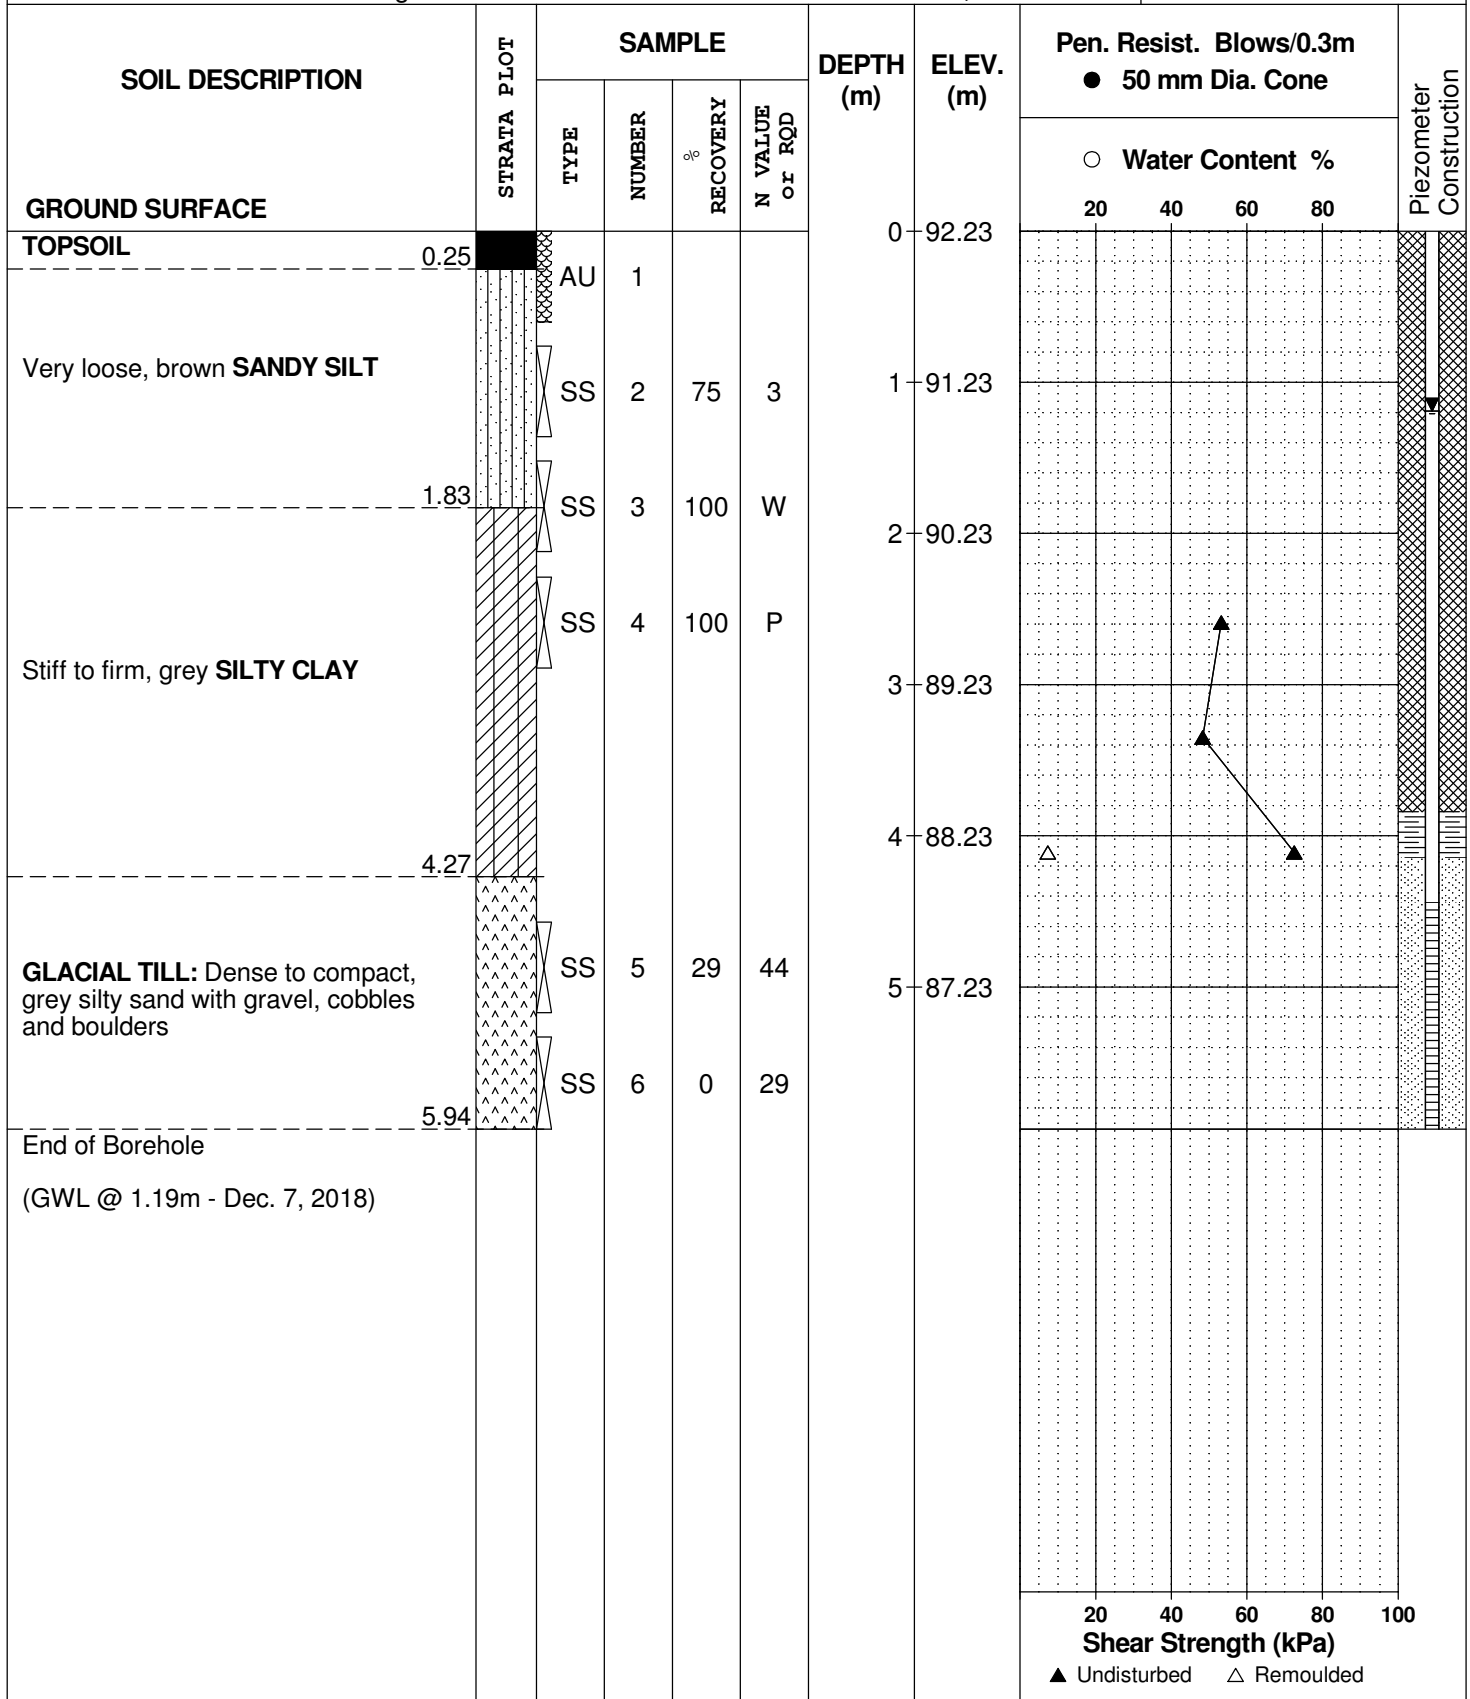 SOIL DESCRIPTION
GROUND SURFACE
STRATA PLOT
SAMPLE
TYPE
NUMBER
%
RECOVERY
N VALUE
or RQD
DEPTH
(m)
ELEV.
(m)
Pen. Resist. Blows/0.3m
● 50 mm Dia. Cone
○ Water Content %
20 40 60 80
Piezometer
Construction
TOPSOIL
0.25
AU 1
0 92.23
Very loose, brown SANDY SILT
SS 2 75 3
1 91.23
1.83
SS 3 100 W
2 90.23
SS 4 100 P
Stiff to firm, grey SILTY CLAY
3 89.23
4 88.23
4.27
GLACIAL TILL: Dense to compact,
grey silty sand with gravel, cobbles
and boulders
SS 5 29 44
5 87.23
SS 6 0 29
5.94
End of Borehole
(GWL @ 1.19m - Dec. 7, 2018)
20 40 60 80 100
Shear Strength (kPa)
▲ Undisturbed △ Remoulded